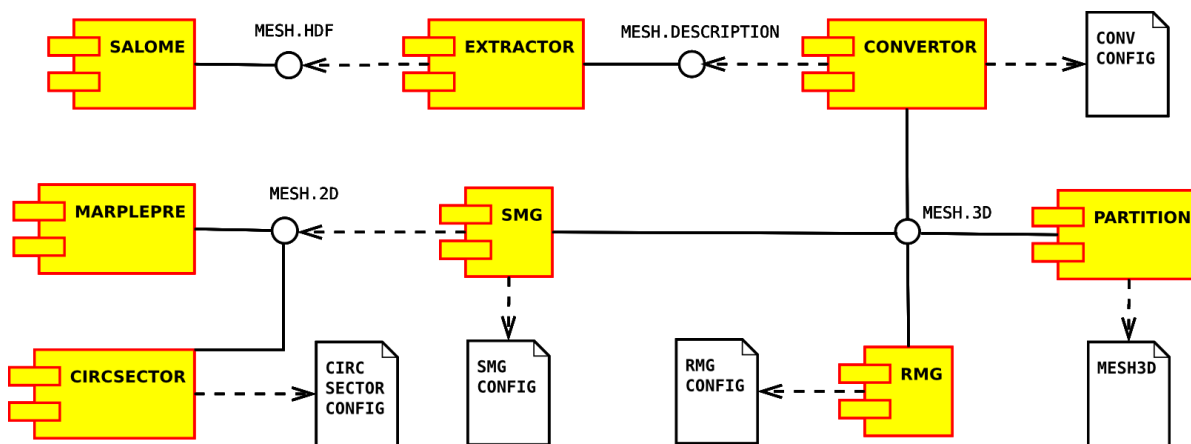 SALOME
MESH.HDF
EXTRACTOR
MESH.DESCRIPTION
CONVERTOR
CONV
CONFIG
MARPLEPRE
MESH.2D
SMG
MESH.3D
PARTITION
CIRCSECTOR
CIRC
SECTOR
CONFIG
SMG
CONFIG
RMG
CONFIG
RMG
MESH3D